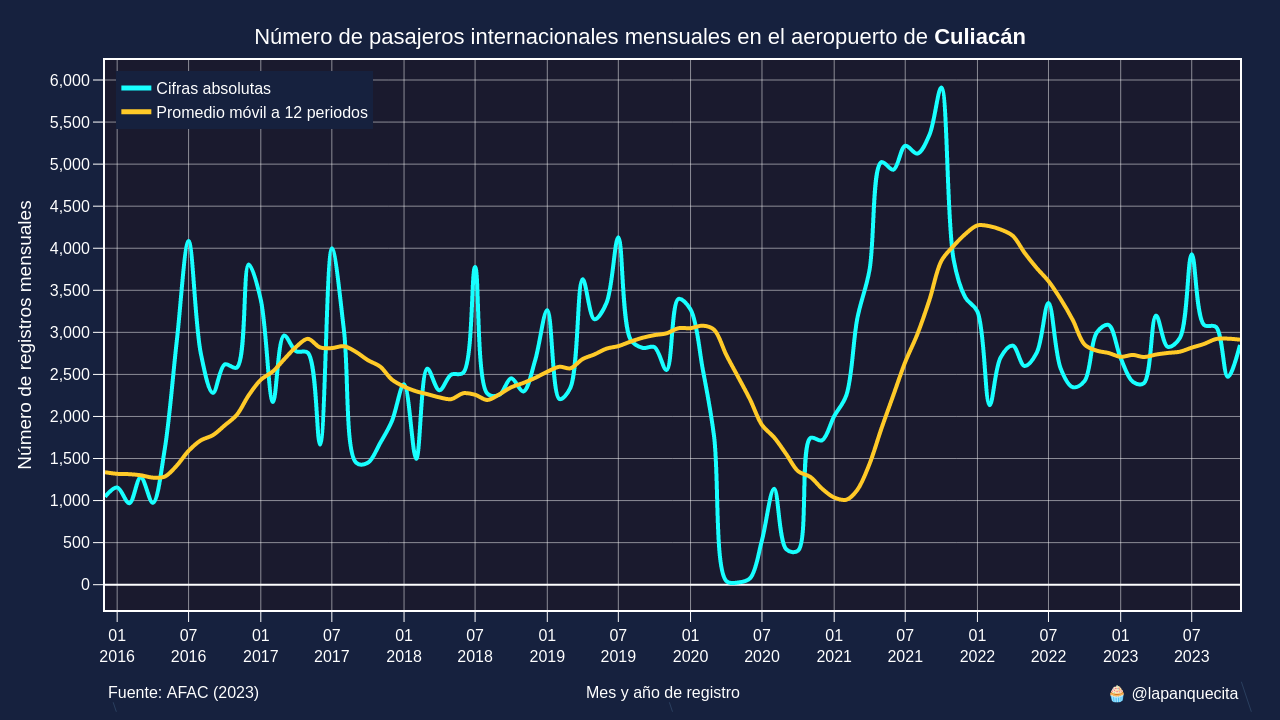 Número de pasajeros internacionales mensuales en el aeropuerto de Culiacán
Cifras absolutas
Promedio móvil a 12 periodos
Número de registros mensuales
6,000
5,500
5,000
4,500
4,000
3,500
3,000
2,500
2,000
1,500
1,000
500
0
01 07 01 07 01 07 01 07 01 07 01 07 01 07 01 07
2016 2016 2017 2017 2018 2018 2019 2019 2020 2020 2021 2021 2022 2022 2023 2023
Fuente: AFAC (2023)
Mes y año de registro
🧁 @lapanquecita